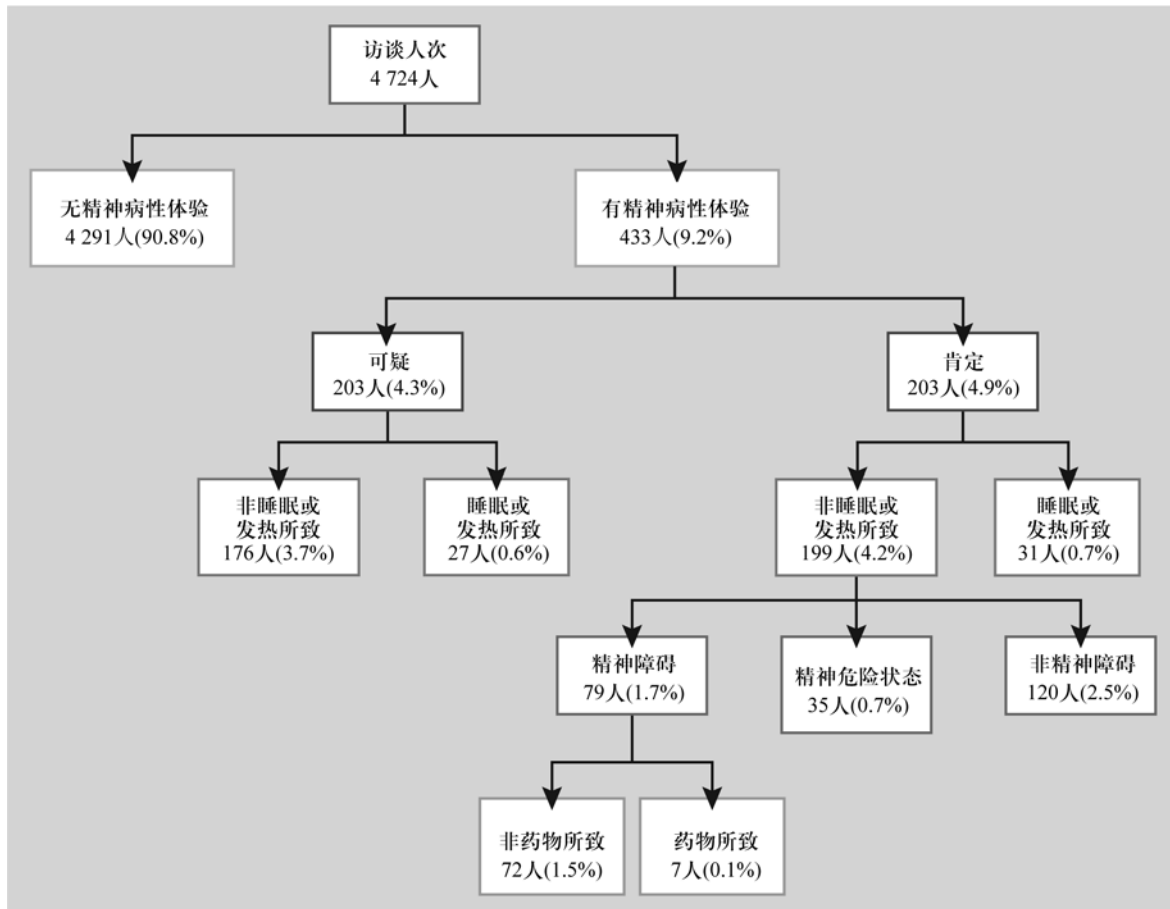 访谈人次
4 724人
无精神病性体验
4 291人(90.8%)
有精神病性体验
433人(9.2%)
可疑
203人(4.3%)
肯定
203人(4.9%)
非睡眠或
发热所致
176人(3.7%)
睡眠或
发热所致
27人(0.6%)
非睡眠或
发热所致
199人(4.2%)
睡眠或
发热所致
31人(0.7%)
精神障碍
79人(1.7%)
精神危险状态
35人(0.7%)
非精神障碍
120人(2.5%)
非药物所致
72人(1.5%)
药物所致
7人(0.1%)